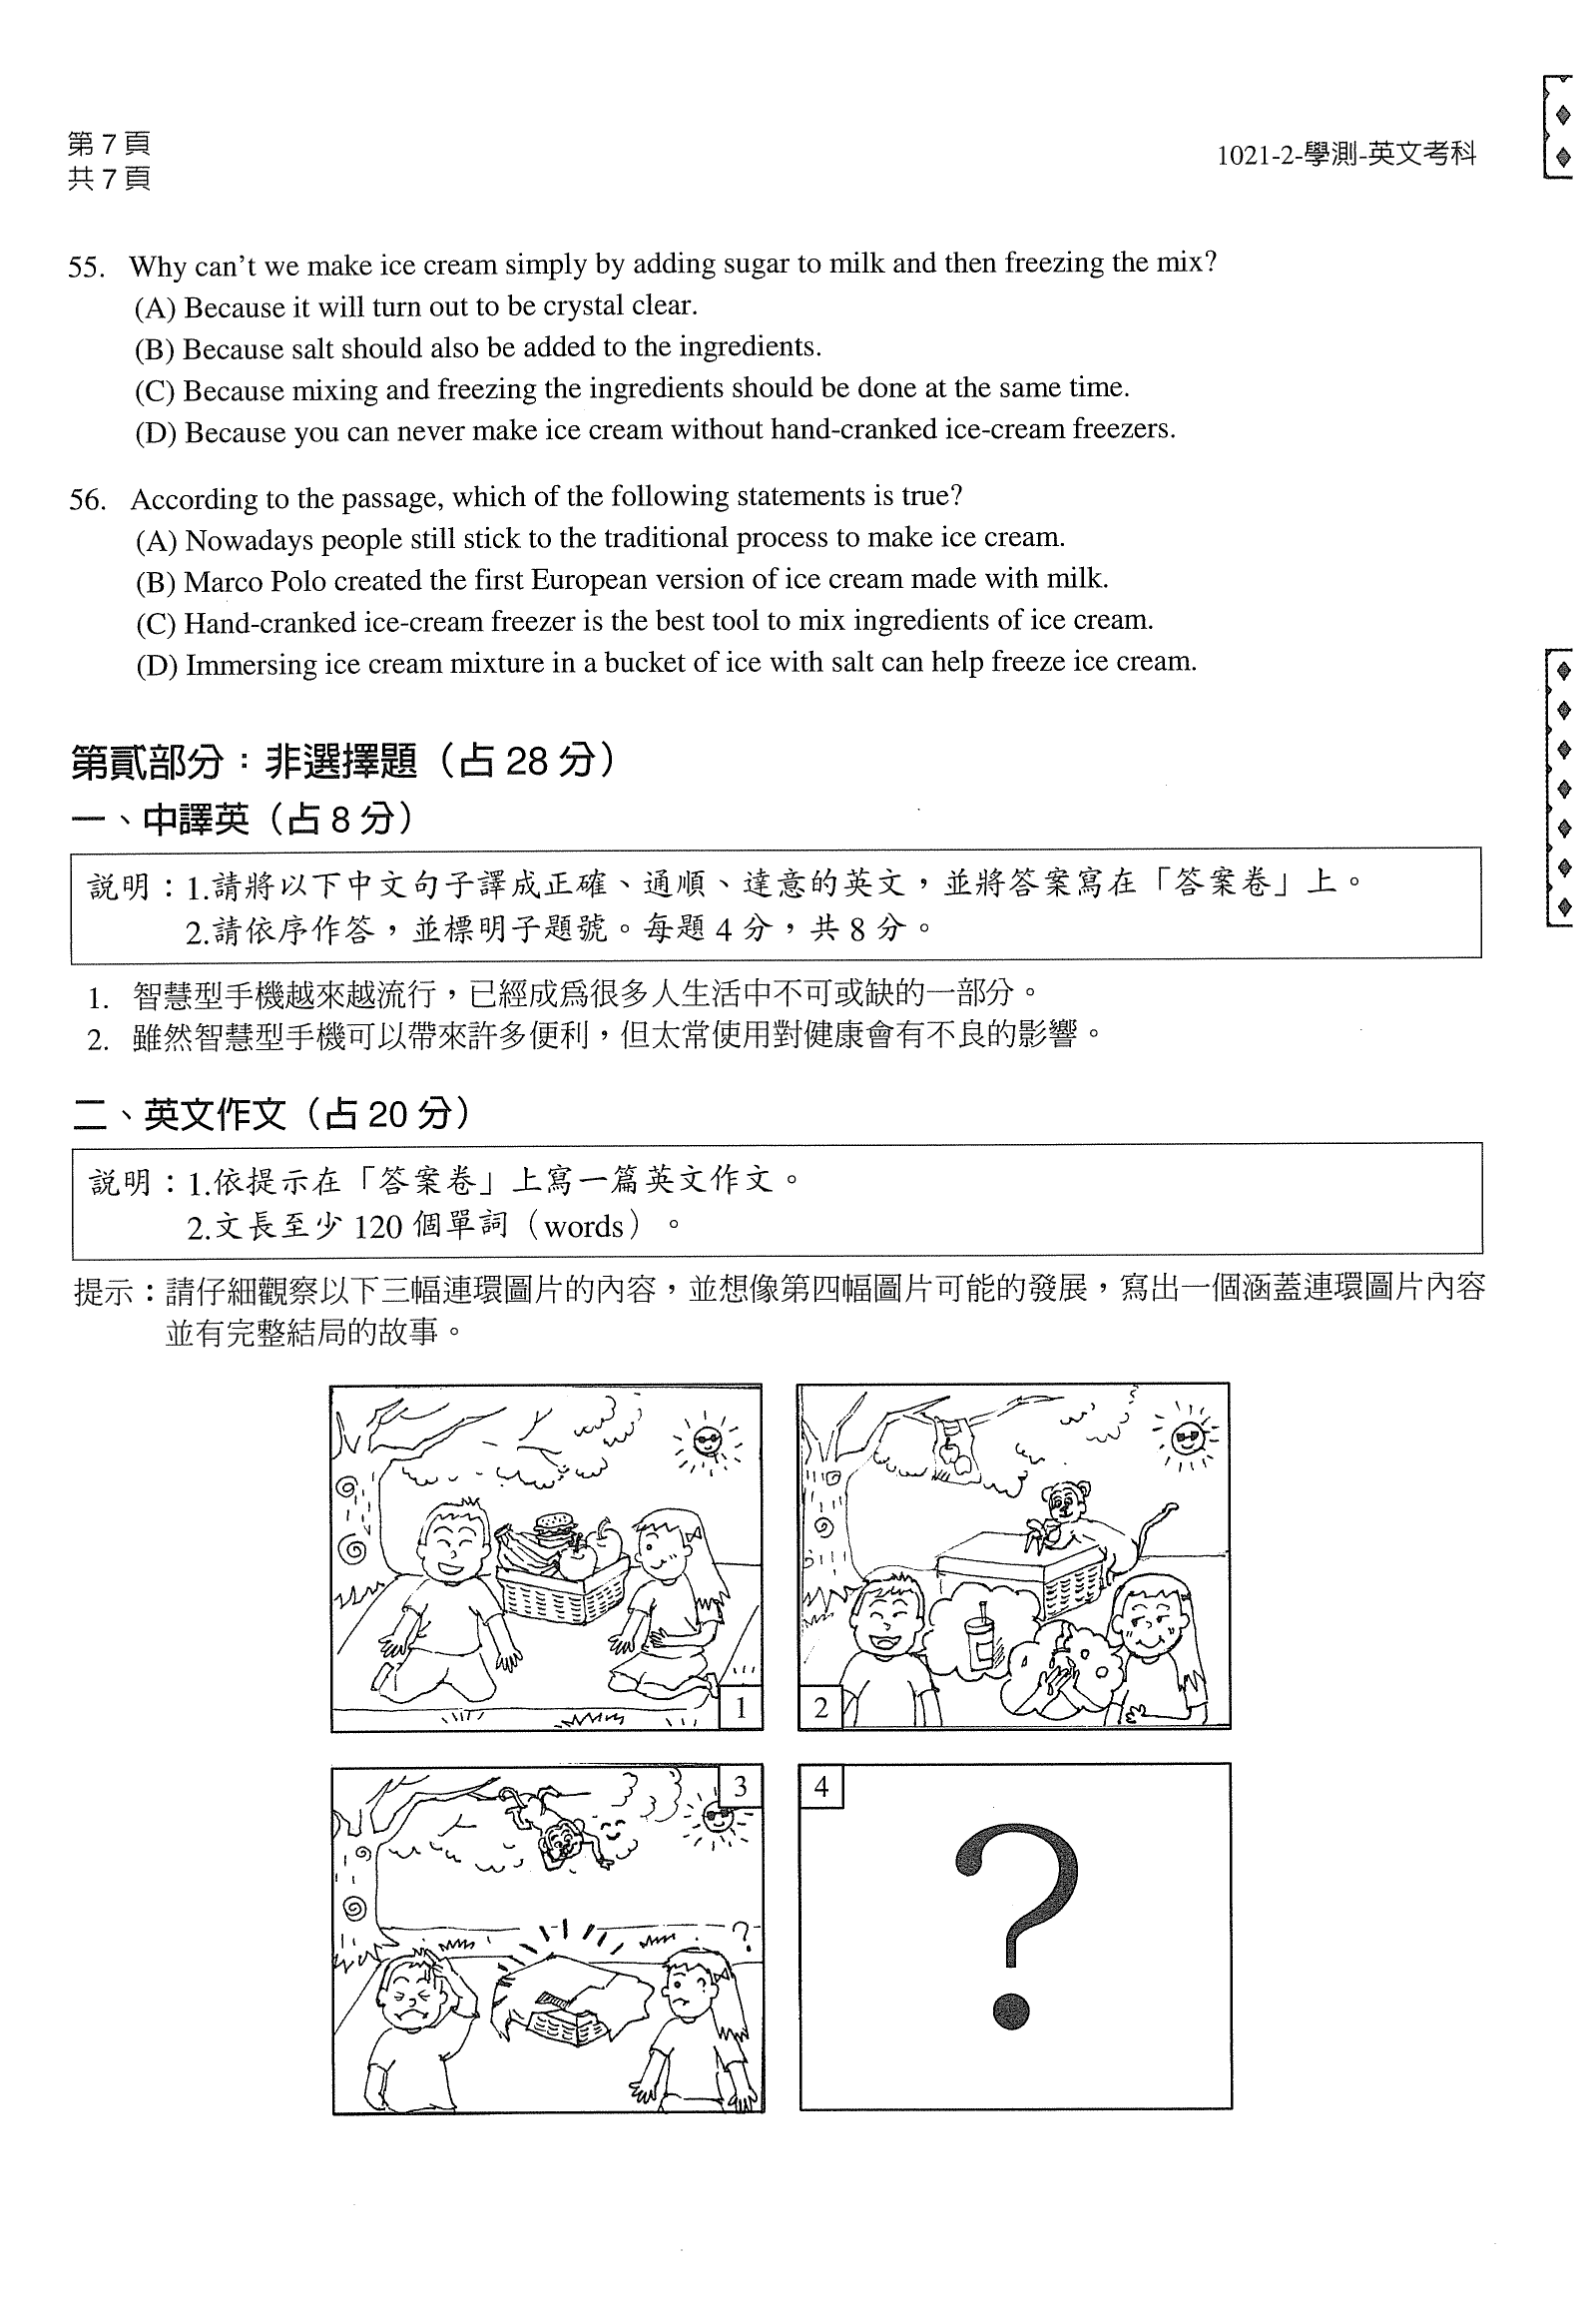 第 7 頁
共 7 頁
1021-2-學測-英文考科
55. Why can't we make ice cream simply by adding sugar to milk and then freezing the mix?
(A) Because it will turn out to be crystal clear.
(B) Because salt should also be added to the ingredients.
(C) Because mixing and freezing the ingredients should be done at the same time.
(D) Because you can never make ice cream without hand-cranked ice-cream freezers.
56. According to the passage, which of the following statements is true?
(A) Nowadays people still stick to the traditional process to make ice cream.
(B) Marco Polo created the first European version of ice cream made with milk.
(C) Hand-cranked ice-cream freezer is the best tool to mix ingredients of ice cream.
(D) Immersing ice cream mixture in a bucket of ice with salt can help freeze ice cream.
第貳部分：非選擇題（占 28 分）
一、中譯英（占 8 分）
說明：1.請將以下中文句子譯成正確、通順、達意的英文，並將答案寫在「答案卷」上。
2.請依序作答，並標明子題號。每題 4 分，共 8 分。
1. 智慧型手機越來越流行，已經成為很多人生活中不可或缺的一部分。
2. 雖然智慧型手機可以帶來許多便利，但太常使用對健康會有不良的影響。
二、英文作文（占 20 分）
說明：1.依提示在「答案卷」上寫一篇英文作文。
2.文長至少 120 個單詞（words）。
提示：請仔細觀察以下三幅連環圖片的內容，並想像第四幅圖片可能的發展，寫出一個涵蓋連環圖片內容
並有完整結局的故事。
1
2
3
?
4
?